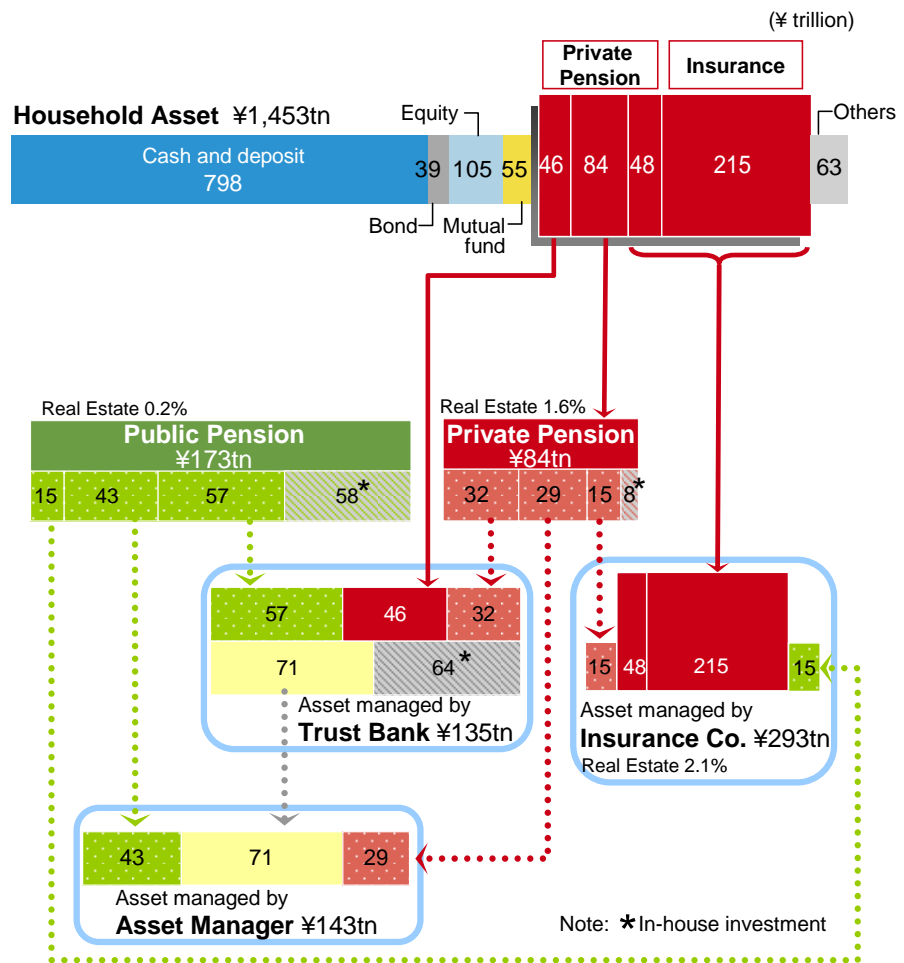 (¥ trillion)
Private
Pension
Insurance
Household Asset ¥1,453tn
Equity
Others
Cash and deposit
798
39
105
55
46
84
48
215
63
Bond
Mutual
fund
Real Estate 0.2%
Public Pension
¥173tn
15
43
57
58*
Real Estate 1.6%
Private Pension
¥84tn
32
29
15
8*
57
46
32
71
64*
Asset managed by
Trust Bank ¥135tn
15
48
215
15
Asset managed by
Insurance Co. ¥293tn
Real Estate 2.1%
43
71
29
Asset managed by
Asset Manager ¥143tn
Note: *In-house investment